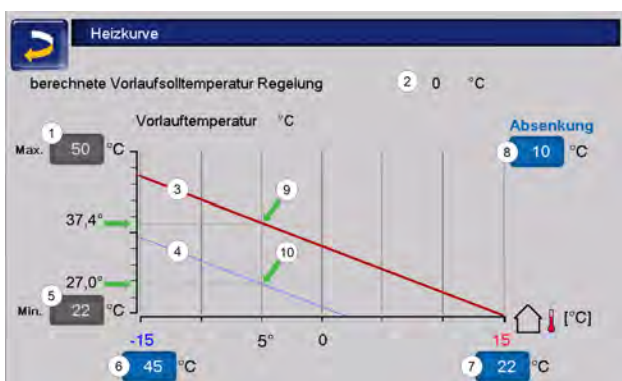 Heizkurve
berechnete Vorlaufsolltemperatur Regelung 2 0 °C
Vorlauftemperatur °C
Absenkung
1
Max. 50 °C
8 10 °C
3
9
37,4°
4
10
27,0°
5
Min. 22 °C
[°C]
-15 5° 0 15
6 45 °C
7 22 °C